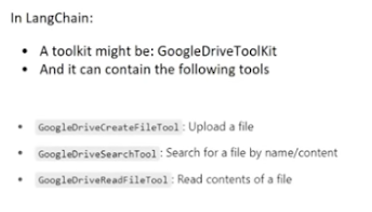 In LangChain:
• A toolkit might be: GoogleDriveToolKit
• And it can contain the following tools
• GoogleDriveCreateFileTool : Upload a file
• GoogleDriveSearchTool : Search for a file by name/content
• GoogleDriveReadFileTool : Read contents of a file